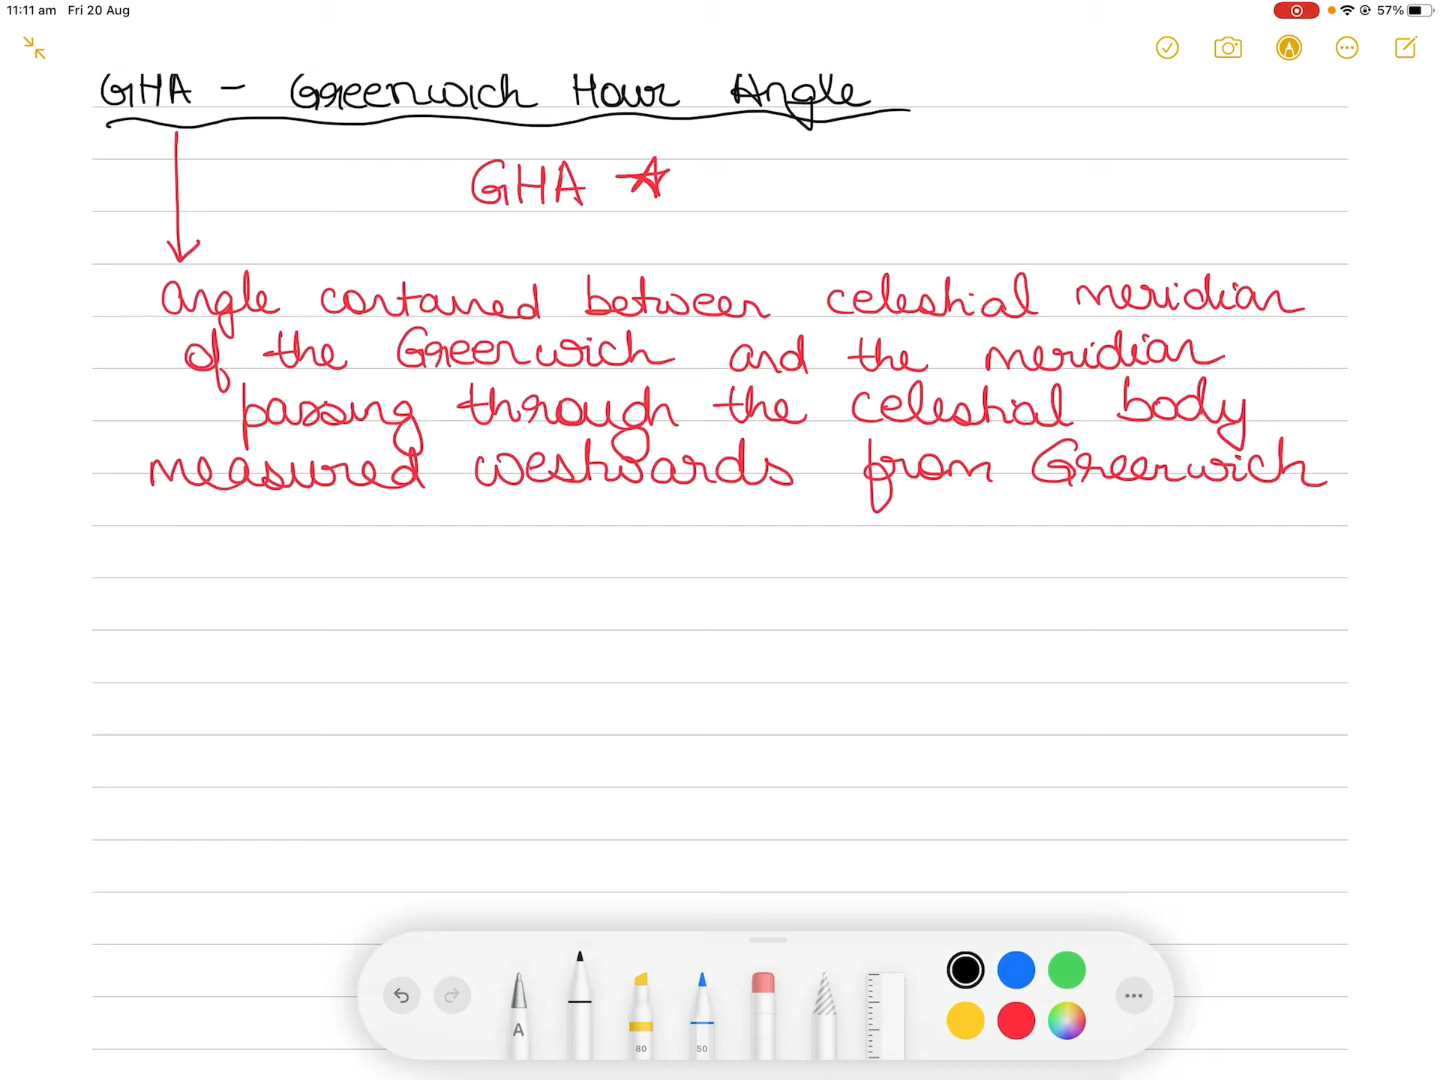 11:11 am Fri 20 Aug
57%
GHA - Greenwich Hour Angle
GHA ☆
angle contained between celestial meridian
of the Greenwich and the meridian
passing through the celestial body
measured westwards from Greenwich
A
80
50